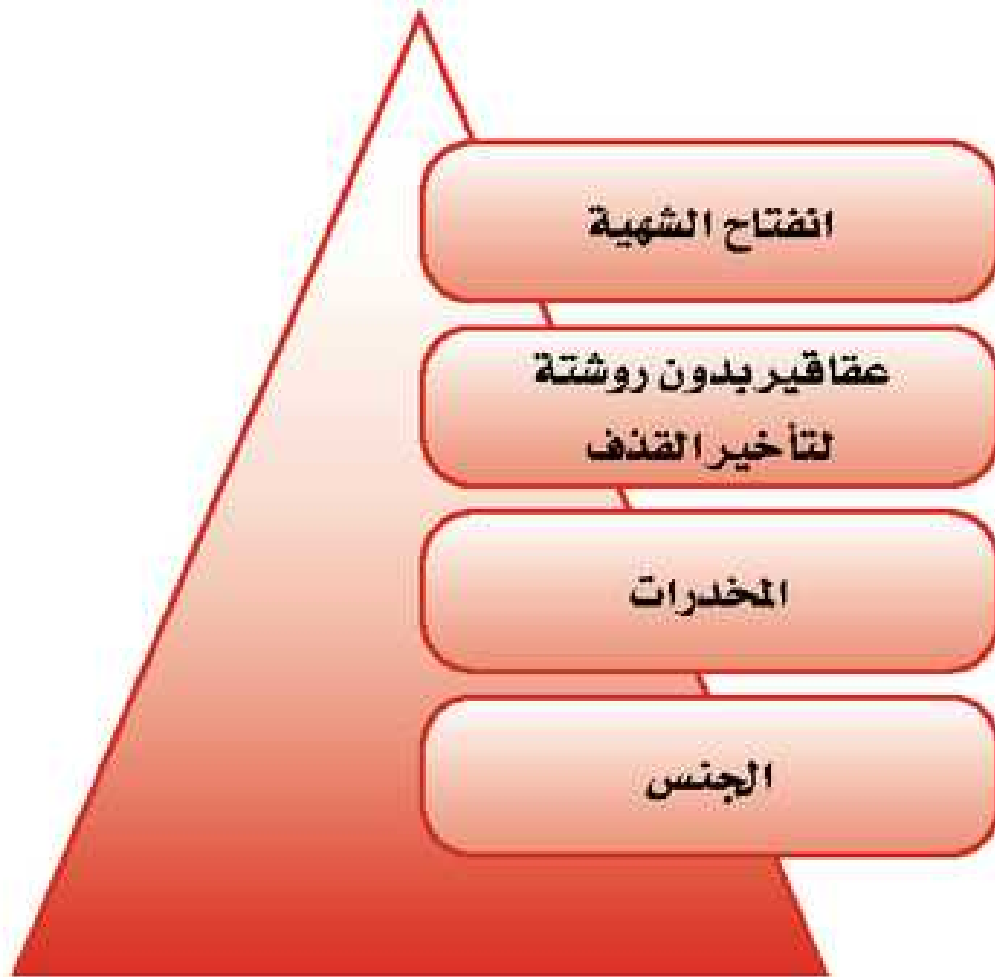 انفتاح الشهية
عقاقير بدون روشتة
لتأخير القذف
المخدرات
الجنس